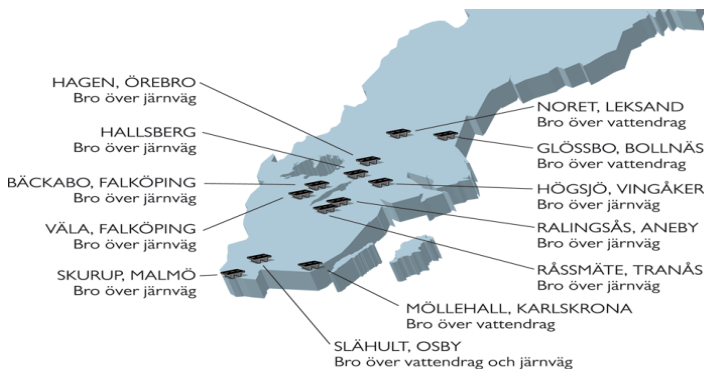 HAGEN, ÖREBRO
Bro över järnväg
HALLSBERG
Bro över järnväg
BÄCKABO, FALKÖPING
Bro över järnväg
VÄLA, FALKÖPING
Bro över järnväg
SKURUP, MALMÖ
Bro över järnväg
NORET, LEKSAND
Bro över vattendrag
GLÖSSBO, BOLLNÄS
Bro över vattendrag
HÖGSJÖ, VINGÅKER
Bro över järnväg
RALINGSÅS, ANEBY
Bro över järnväg
RÅSSMÄTE, TRANÅS
Bro över järnväg
MÖLLEHALL, KARLSKRONA
Bro över vattendrag
SLÄHULT, OSBY
Bro över vattendrag och järnväg